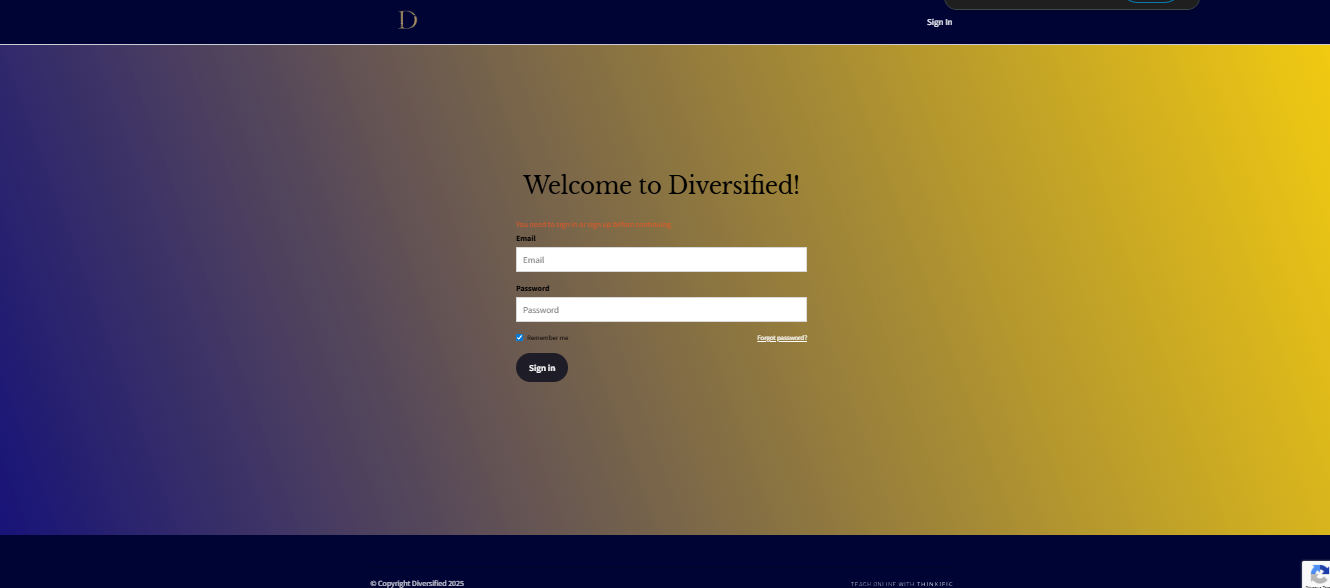 D
Sign In
Welcome to Diversified!
You need to sign in or sign up before continuing.
Email
Email
Password
Password
Remember me
Forgot password?
Sign in
© Copyright Diversified 2025
TEACH ONLINE WITH THINKIFIC